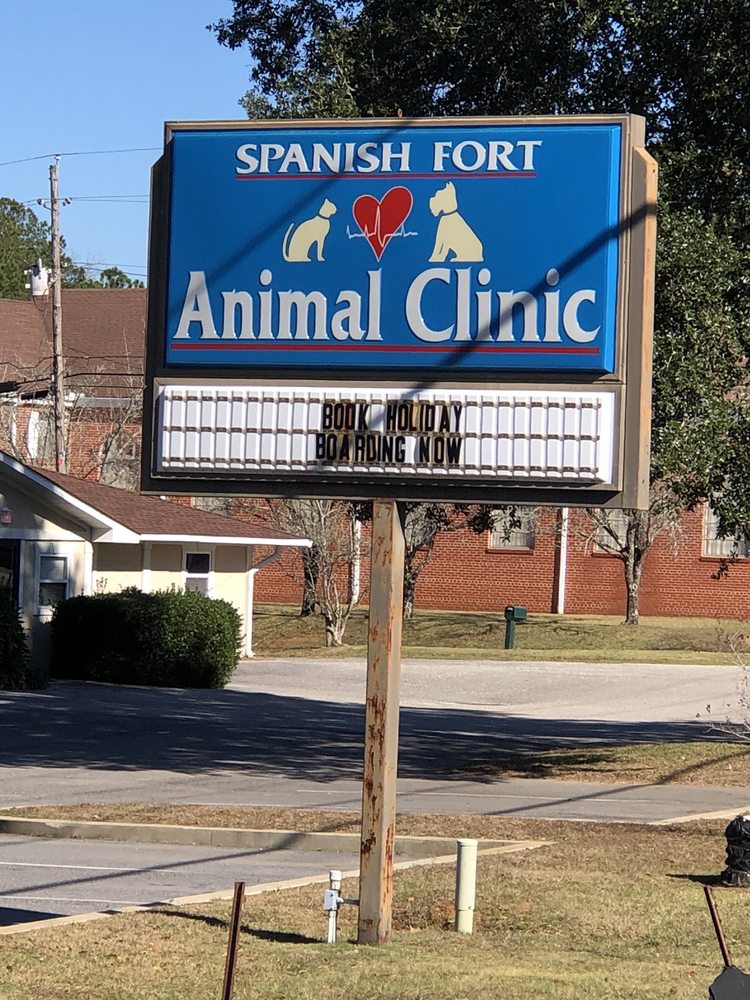 SPANISH FORT
Animal Clinic
BOOK HOLIDAY
BOARDING NOW